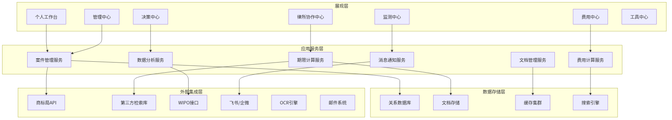 展现层
个人工作台
管理中心
决策中心
律所协作中心
监测中心
费用中心
工具中心
应用服务层
案件管理服务
数据分析服务
期限计算服务
消息通知服务
文档管理服务
费用计算服务
外部集成层
商标局API
第三方检索库
WIPO接口
飞书/企微
OCR引擎
邮件系统
数据存储层
关系数据库
文档存储
缓存集群
搜索引擎